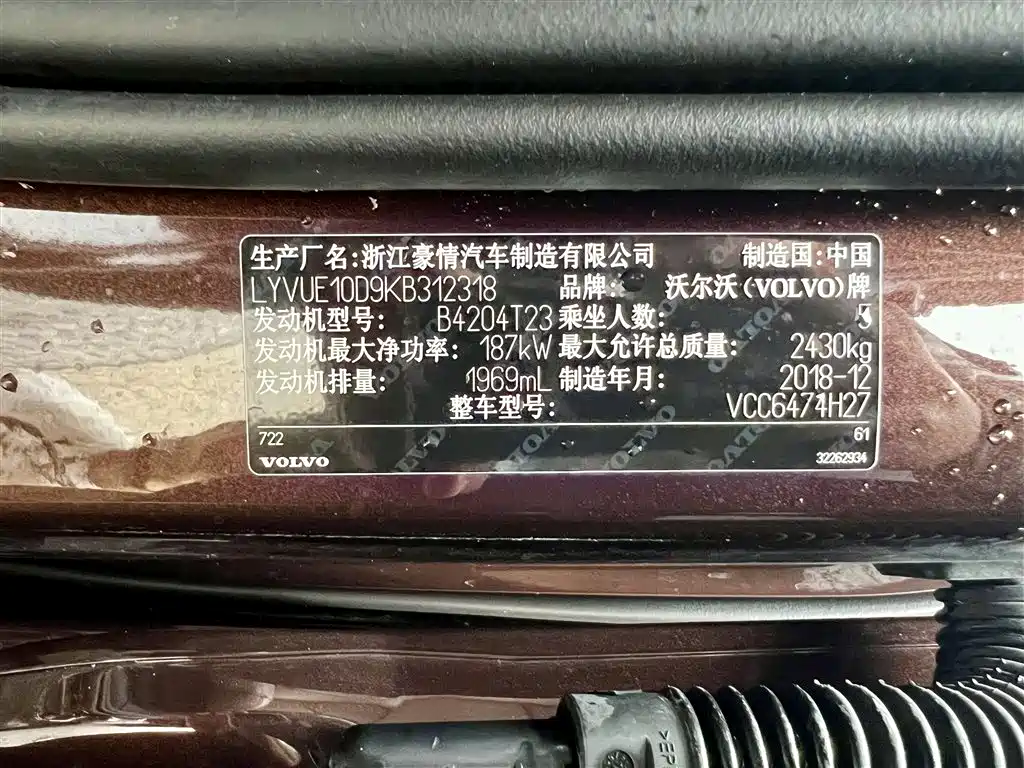 生产厂名:浙江豪情汽车制造有限公司 制造国:中国
LYVUE10D9KB312318 品牌: 沃尔沃(VOLVO)牌
发动机型号: B4204T23 乘坐人数: 5
发动机最大净功率: 187kW 最大允许总质量: 2430kg
发动机排量: 1969mL 制造年月: 2018-12
整车型号: VCC6474H27
722 61
VOLVO 32262934